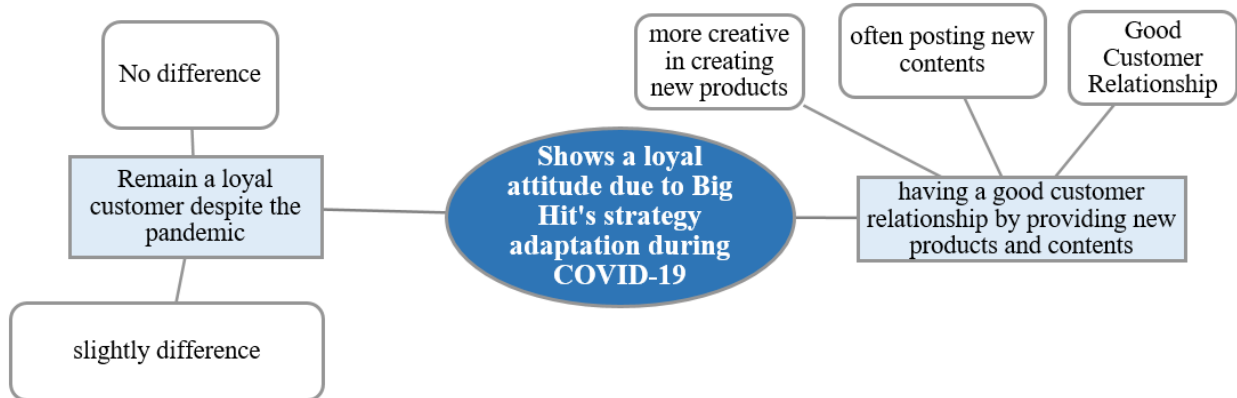 No difference
Remain a loyal
customer despite the
pandemic
slightly difference
Shows a loyal
attitude due to Big
Hit's strategy
adaptation during
COVID-19
more creative
in creating
new products
often posting new
contents
Good
Customer
Relationship
having a good customer
relationship by providing new
products and contents